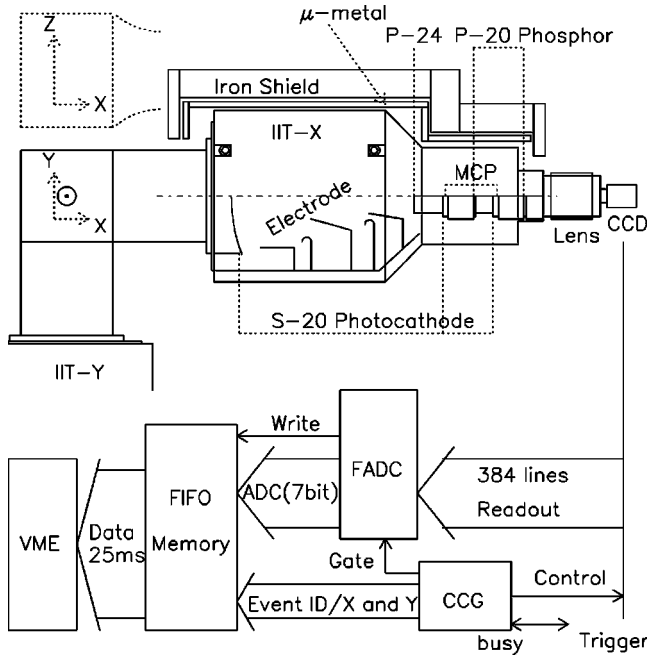 μ-metal
Z
P-24 P-20 Phosphor
Iron Shield
X
IIT-X
Y
MCP
Electrode
X
Lens CCD
S-20 Photocathode
IIT-Y
Write
FADC
384 lines
ADC(7bit)
FIFO
Readout
VME
Data
Memory
25ms
Gate
Control
Event ID/X and Y
CCG
busy
Trigger